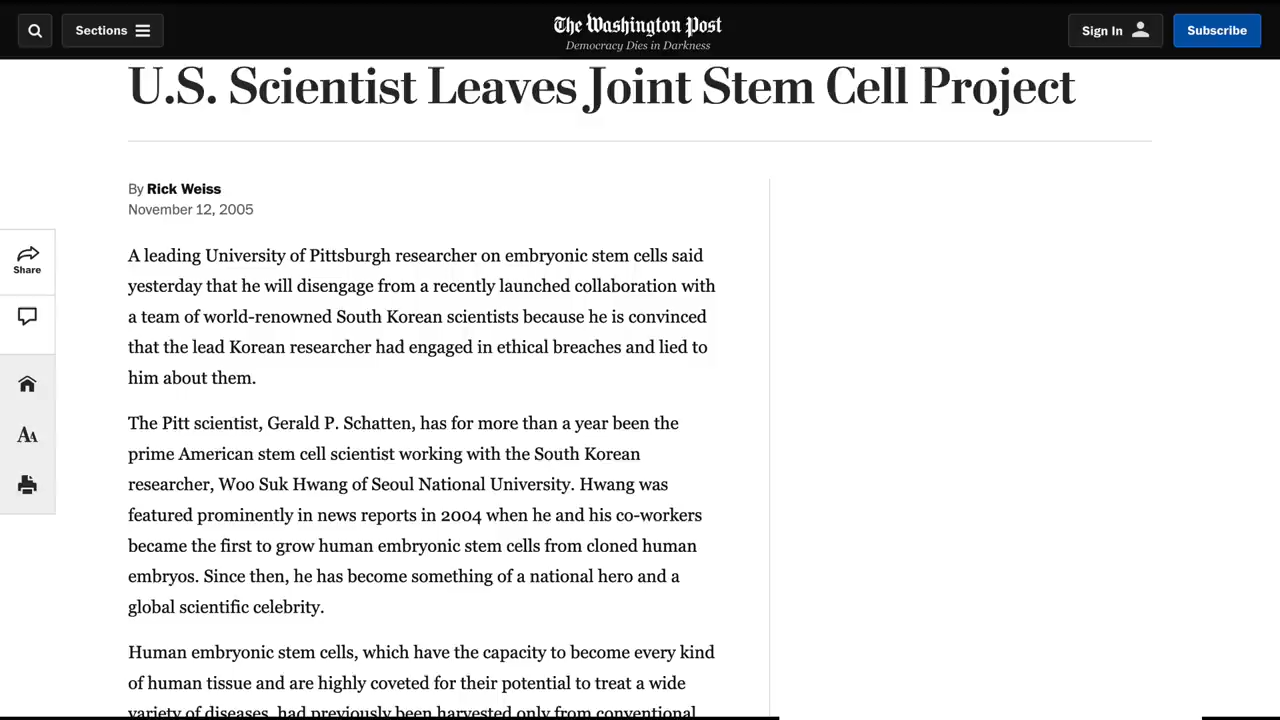 Sections
The Washington Post
Democracy Dies in Darkness
Sign In
Subscribe
U.S. Scientist Leaves Joint Stem Cell Project
By Rick Weiss
November 12, 2005
Share
A leading University of Pittsburgh researcher on embryonic stem cells said
yesterday that he will disengage from a recently launched collaboration with
a team of world-renowned South Korean scientists because he is convinced
that the lead Korean researcher had engaged in ethical breaches and lied to
him about them.
The Pitt scientist, Gerald P. Schatten, has for more than a year been the
prime American stem cell scientist working with the South Korean
researcher, Woo Suk Hwang of Seoul National University. Hwang was
featured prominently in news reports in 2004 when he and his co-workers
became the first to grow human embryonic stem cells from cloned human
embryos. Since then, he has become something of a national hero and a
global scientific celebrity.
Human embryonic stem cells, which have the capacity to become every kind
of human tissue and are highly coveted for their potential to treat a wide
variety of diseases, had previously been harvested only from conventional
AA